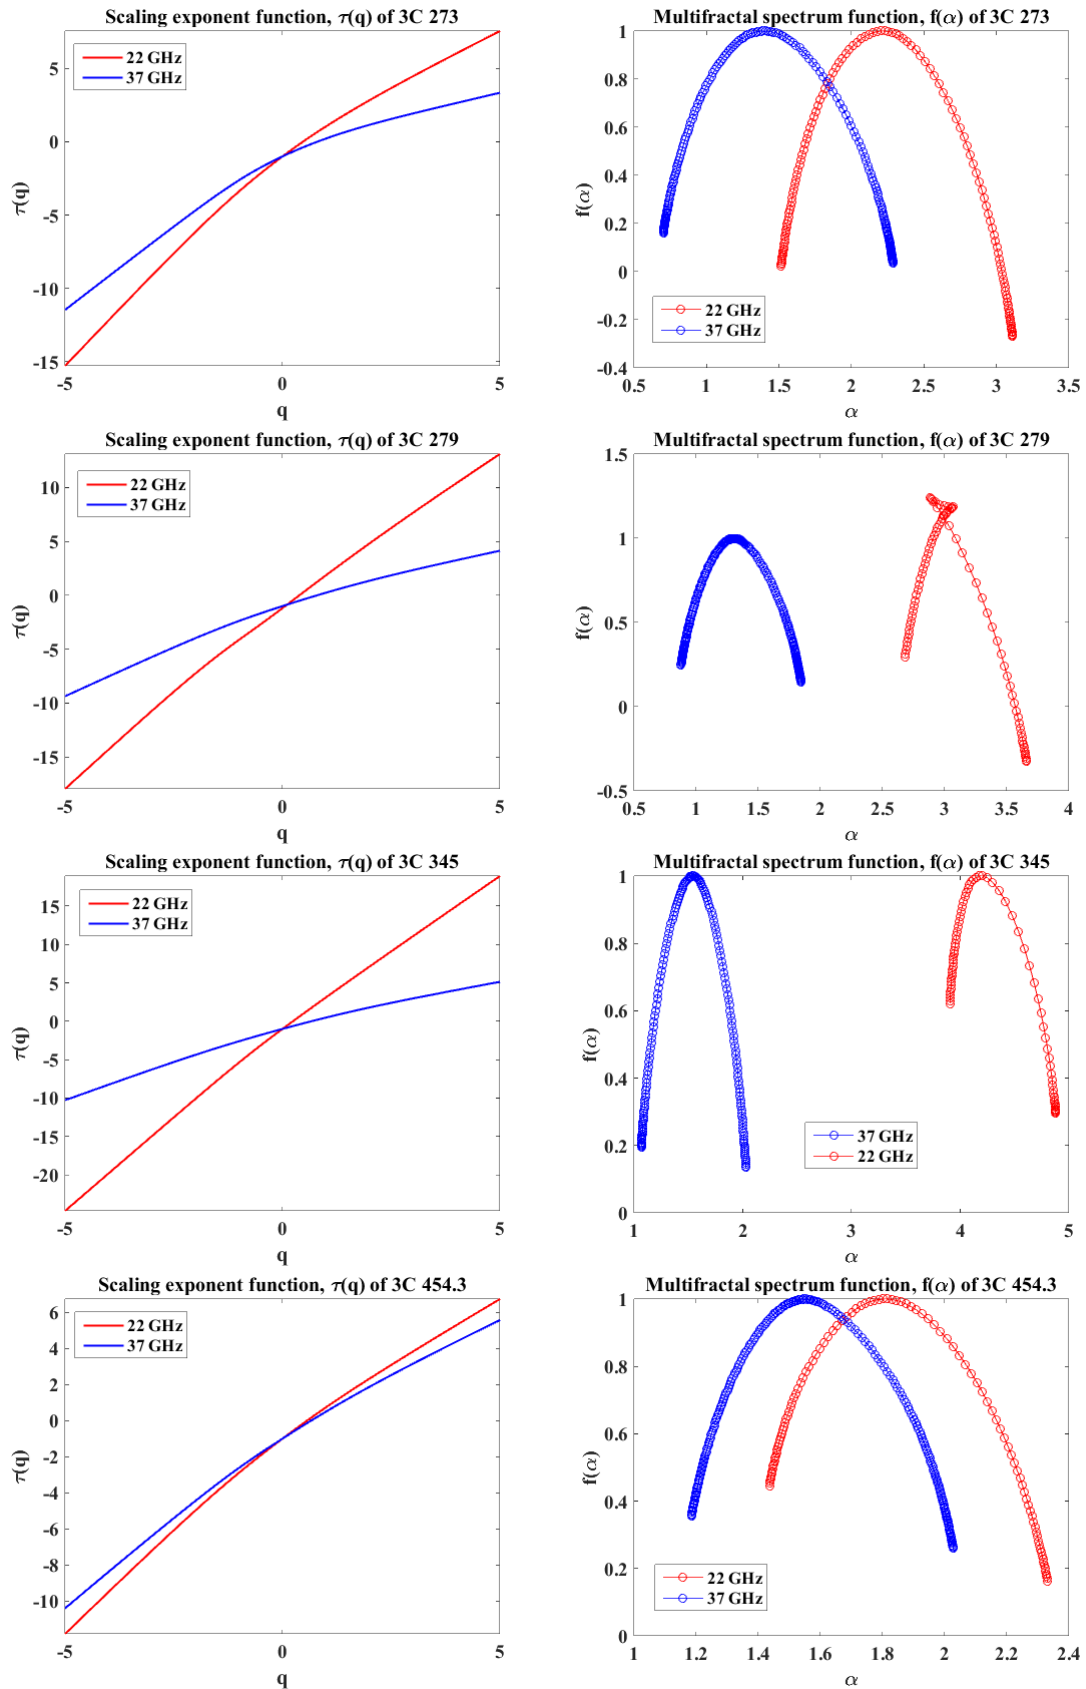 Scaling exponent function, τ(q) of 3C 273
22 GHz
37 GHz
5
0
-5
-10
-15
-5
0
5
τ(q)
q
Multifractal spectrum function, f(α) of 3C 273
1
0.8
0.6
0.4
0.2
0
-0.2
-0.4
22 GHz
37 GHz
0.5
1
1.5
2
2.5
3
3.5
f(α)
α
Scaling exponent function, τ(q) of 3C 279
22 GHz
37 GHz
10
5
0
-5
-10
-15
-5
0
5
τ(q)
q
Multifractal spectrum function, f(α) of 3C 279
1.5
1
0.5
0
-0.5
0.5
1
1.5
2
2.5
3
3.5
4
f(α)
α
Scaling exponent function, τ(q) of 3C 345
22 GHz
37 GHz
15
10
5
0
-5
-10
-15
-20
-5
0
5
τ(q)
q
Multifractal spectrum function, f(α) of 3C 345
1
0.8
0.6
0.4
0.2
0
37 GHz
22 GHz
1
2
3
4
5
f(α)
α
Scaling exponent function, τ(q) of 3C 454.3
22 GHz
37 GHz
6
4
2
0
-2
-4
-6
-8
-10
-5
0
5
τ(q)
q
Multifractal spectrum function, f(α) of 3C 454.3
1
0.8
0.6
0.4
0.2
0
22 GHz
37 GHz
1
1.2
1.4
1.6
1.8
2
2.2
2.4
f(α)
α